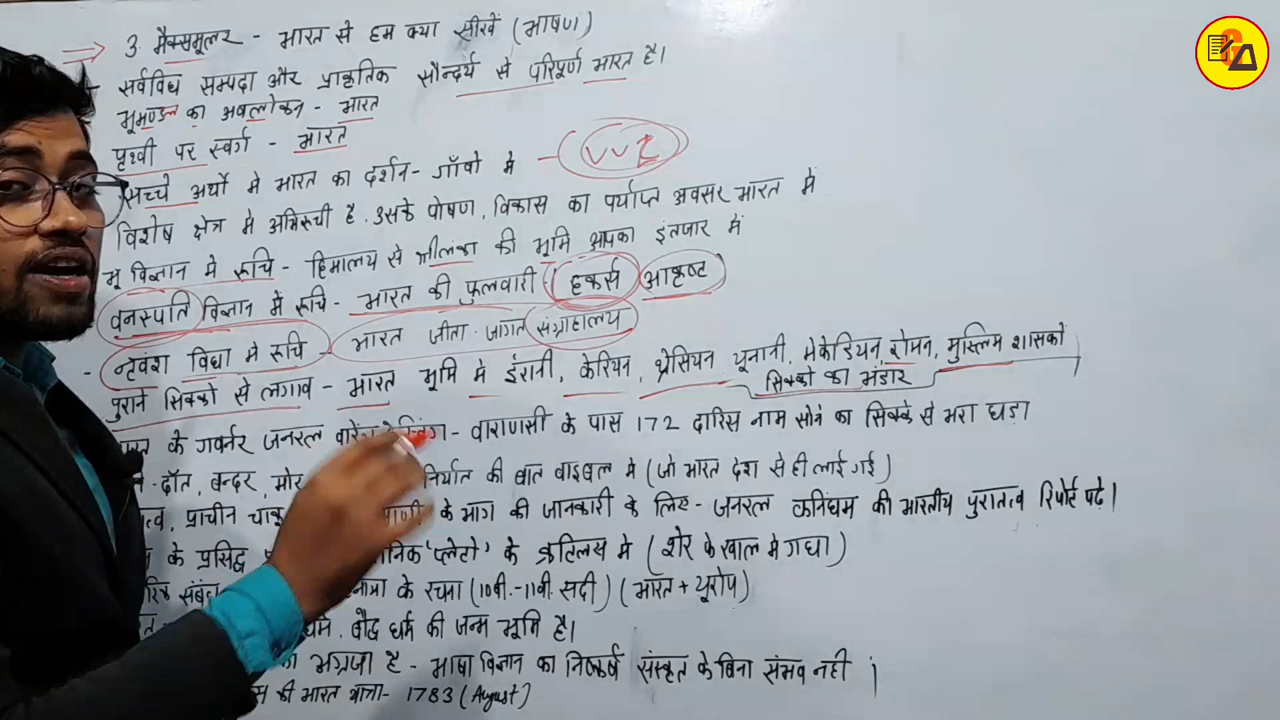 3. मैक्समूलर - भारत से हम क्या सीखें (भाषण)
सर्वविध सम्पदा और प्राकृतिक सौन्दर्य से परिपूर्ण भारत है।
भूमण्डल का अवलोकन - भारत
पृथ्वी पर स्वर्ग - भारत
सच्चे अर्थो मे भारत का दर्शन - गाँवो मे -
विशेष क्षेत्र मे अभिरूची है. उसके पोषण, विकास का पर्याप्त अवसर भारत में
भू विज्ञान मे रूचि - हिमालय से श्रीलंका की भूमि आपका इंतजार में
वनस्पति विज्ञान में रूचि - भारत की फुलवारी हकर्स आकृष्ट
- नृवंश विद्या मे रूचि - भारत जीता जागत संग्राहालय
पुराने सिक्को से लगाव - भारत भूमि मे ईरानी, केरियन, थ्रेसियन, यूनानी, मेकेडियन, रोमन, मुस्लिम शासको
सिक्को का भंडार
के गवर्नर जनरल - वाराणसी के पास 172 दारिस नाम सोने का सिक्के से भरा घड़ा
- दाँत, बन्दर, मोर निर्यात की बात बाइबल मे (जो भारत देश से ही लाई गई)
प्राचीन के भाग की जानकारी के लिए - जनरल कनिंघम की भारतीय पुरातत्व रिपोर्ट पढे।
के प्रसिद्ध 'प्लेटो' के क्रटिलस मे (शेर के खाल मे गधा)
के रचना (10वी.-11वी. सदी) (भारत + यूरोप)
बौद्ध धर्म की जन्म भूमि है।
अग्रजा है - भाषा विज्ञान का निष्कर्ष संस्कृत के बिना संभव नही
की भारत यात्रा - 1783 (August)